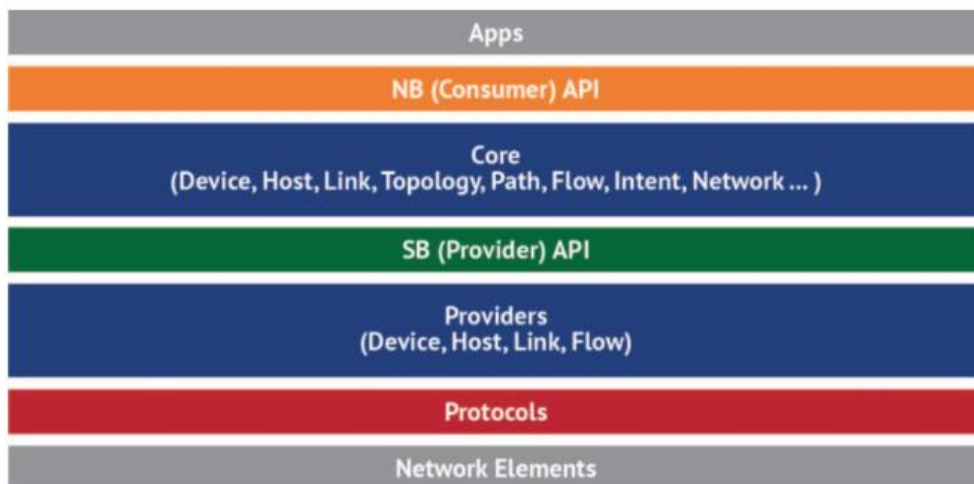 Apps
NB (Consumer) API
Core
(Device, Host, Link, Topology, Path, Flow, Intent, Network ... )
SB (Provider) API
Providers
(Device, Host, Link, Flow)
Protocols
Network Elements